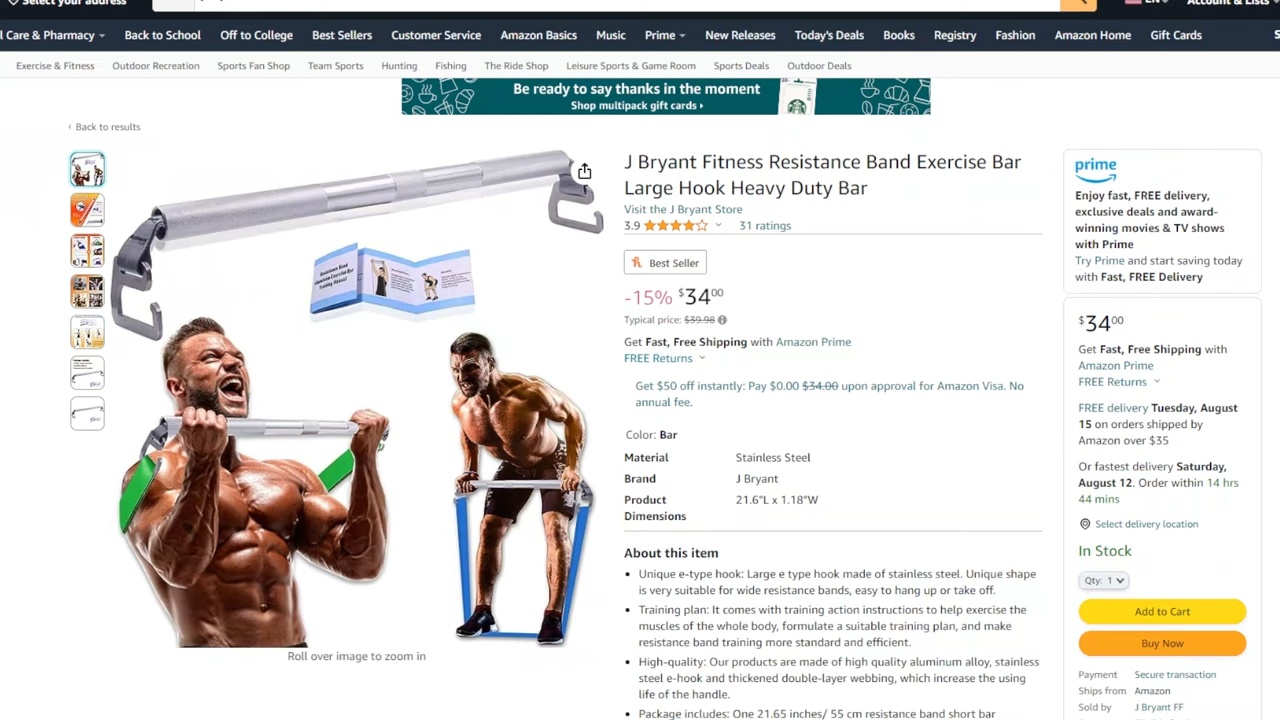 Select your address
EN
Account & Lists
l Care & Pharmacy
Back to School
Off to College
Best Sellers
Customer Service
Amazon Basics
Music
Prime
New Releases
Today's Deals
Books
Registry
Fashion
Amazon Home
Gift Cards
S
Exercise & Fitness
Outdoor Recreation
Sports Fan Shop
Team Sports
Hunting
Fishing
The Ride Shop
Leisure Sports & Game Room
Sports Deals
Outdoor Deals
Be ready to say thanks in the moment
Shop multipack gift cards ›
‹ Back to results
Resistance Band
Roll over image to zoom in
J Bryant Fitness Resistance Band Exercise Bar
Large Hook Heavy Duty Bar
Visit the J Bryant Store
3.9
31 ratings
Best Seller
-15% $34 00
Typical price: $39.98
Get Fast, Free Shipping with Amazon Prime
FREE Returns
Get $50 off instantly: Pay $0.00 $34.00 upon approval for Amazon Visa. No
annual fee.
Color: Bar
Material Stainless Steel
Brand J Bryant
Product 21.6"L x 1.18"W
Dimensions
About this item
• Unique e-type hook: Large e type hook made of stainless steel. Unique shape
is very suitable for wide resistance bands, easy to hang up or take off.
• Training plan: It comes with training action instructions to help exercise the
muscles of the whole body, formulate a suitable training plan, and make
resistance band training more standard and efficient.
• High-quality: Our products are made of high quality aluminum alloy, stainless
steel e-hook and thickened double-layer webbing, which increase the using
life of the handle.
• Package includes: One 21.65 inches/ 55 cm resistance band short bar
prime
Enjoy fast, FREE delivery,
exclusive deals and award-
winning movies & TV shows
with Prime
Try Prime and start saving today
with Fast, FREE Delivery
$34 00
Get Fast, Free Shipping with
Amazon Prime
FREE Returns
FREE delivery Tuesday, August
15 on orders shipped by
Amazon over $35
Or fastest delivery Saturday,
August 12. Order within 14 hrs
44 mins
Select delivery location
In Stock
Qty: 1
Add to Cart
Buy Now
Payment Secure transaction
Ships from Amazon
Sold by J Bryant FF